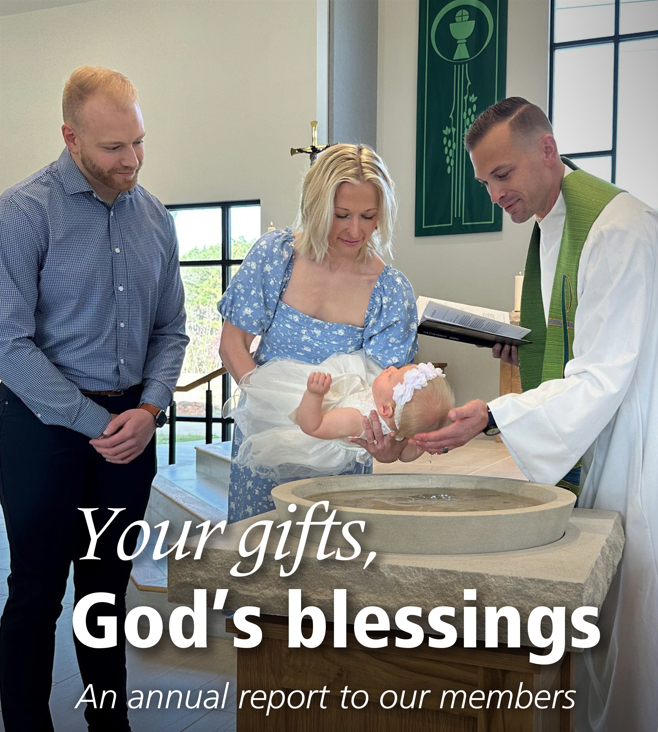 Your gifts,
God's blessings
An annual report to our members